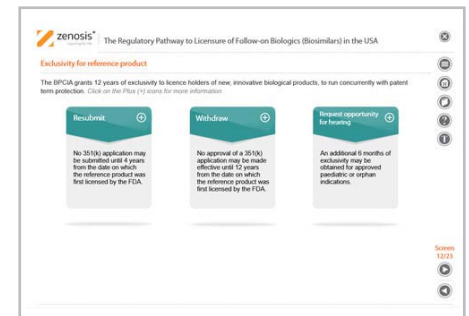 zenosis
The Regulatory Pathway to Licensure of Follow-on Biologics (Biosimilars) in the USA
Exclusivity for reference product
The BPCIA grants 12 years of exclusivity to licence holders of new, innovative biological products, to run concurrently with patent
term protection. Click on the Plus (+) icons for more information
Resubmit
No 351(k) application may
be submitted until 4 years
from the date on which
the reference product was
first licensed by the FDA.
Withdraw
No approval of a 351(k)
application may be made
effective until 12 years
from the date on which
the reference product was
first licensed by the FDA.
Request opportunity
for hearing
An additional 6 months of
exclusivity may be
obtained for approved
paediatric or orphan
indications.
Screen
12/23